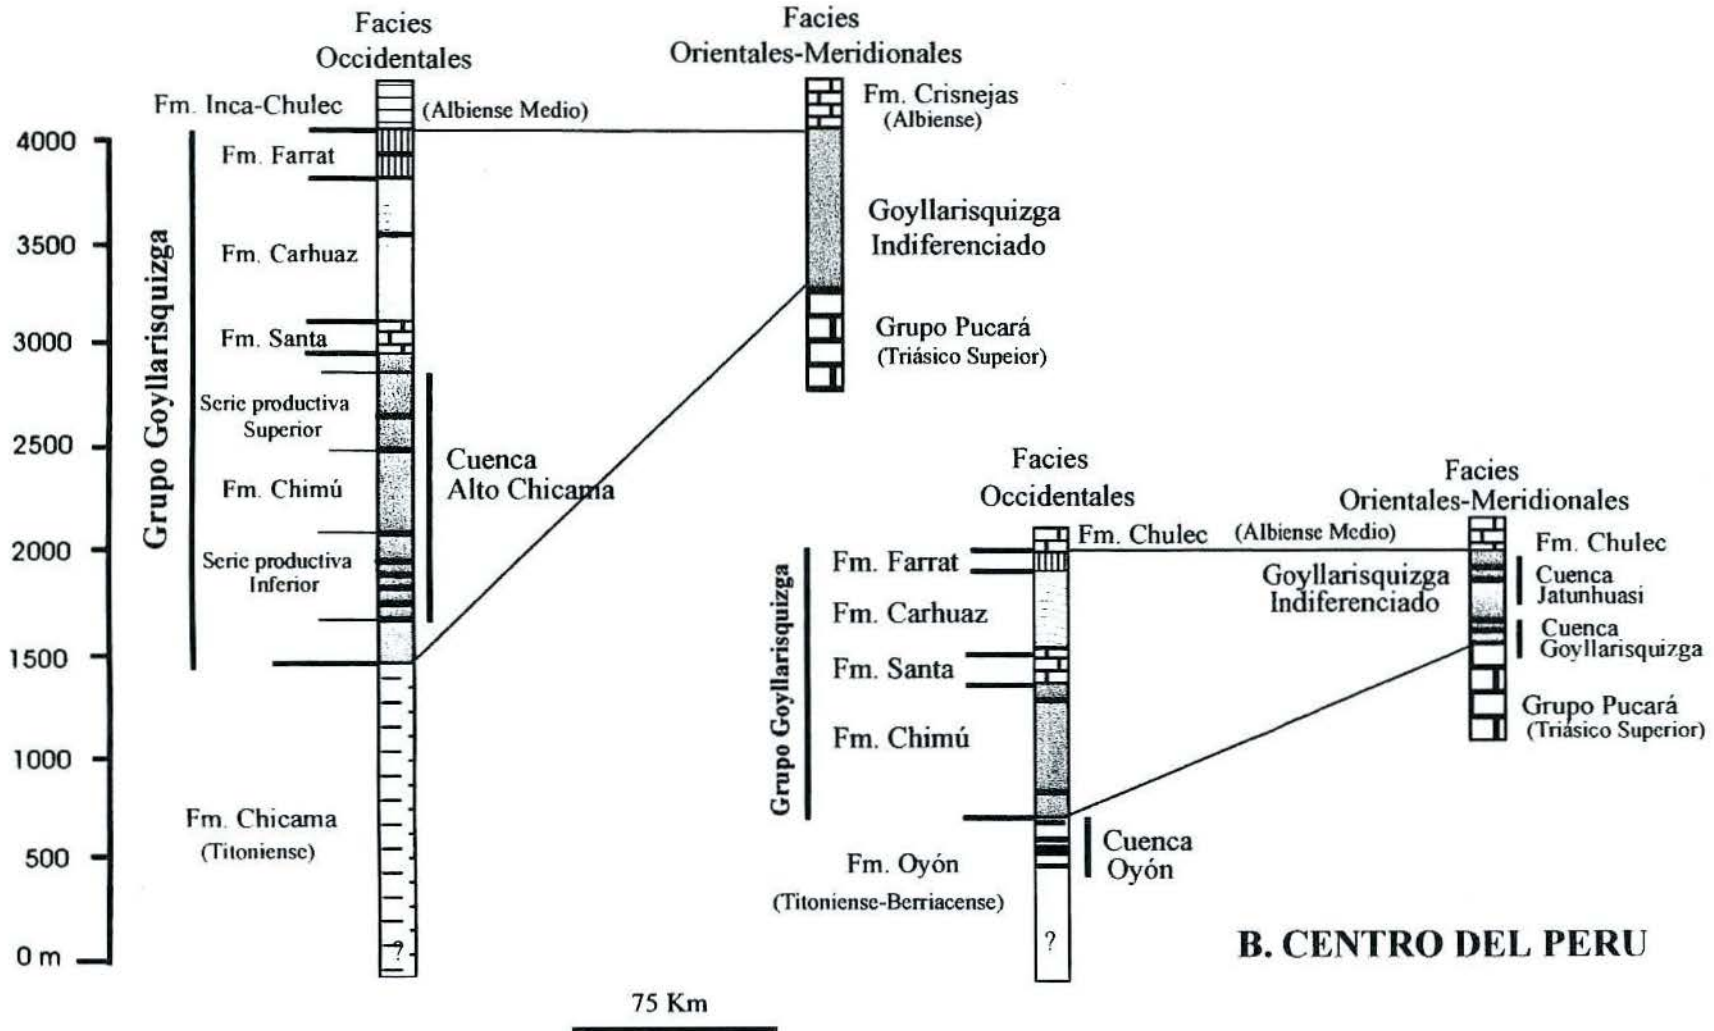 Facies
Occidentales
Facies
Orientales-Meridionales
Fm. Inca-Chulec
(Albiense Medio)
Fm. Crisnejas
(Albiense)
4000
3500
3000
2500
2000
1500
1000
500
0 m
Grupo Goyllarisquizga
Fm. Farrat
Fm. Carhuaz
Fm. Santa
Serie productiva
Superior
Fm. Chimú
Serie productiva
Inferior
Fm. Chicama
(Titoniense)
?
Cuenca
Alto Chicama
Goyllarisquizga
Indiferenciado
Grupo Pucará
(Triásico Supeior)
Facies
Occidentales
Facies
Orientales-Meridionales
Fm. Chulec
(Albiense Medio)
Grupo Goyllarisquizga
Fm. Farrat
Fm. Carhuaz
Fm. Santa
Fm. Chimú
Fm. Oyón
(Titoniense-Berriacense)
?
Cuenca
Oyón
Goyllarisquizga
Indiferenciado
Fm. Chulec
Cuenca
Jatunhuasi
Cuenca
Goyllarisquizga
Grupo Pucará
(Triásico Superior)
B. CENTRO DEL PERU
75 Km